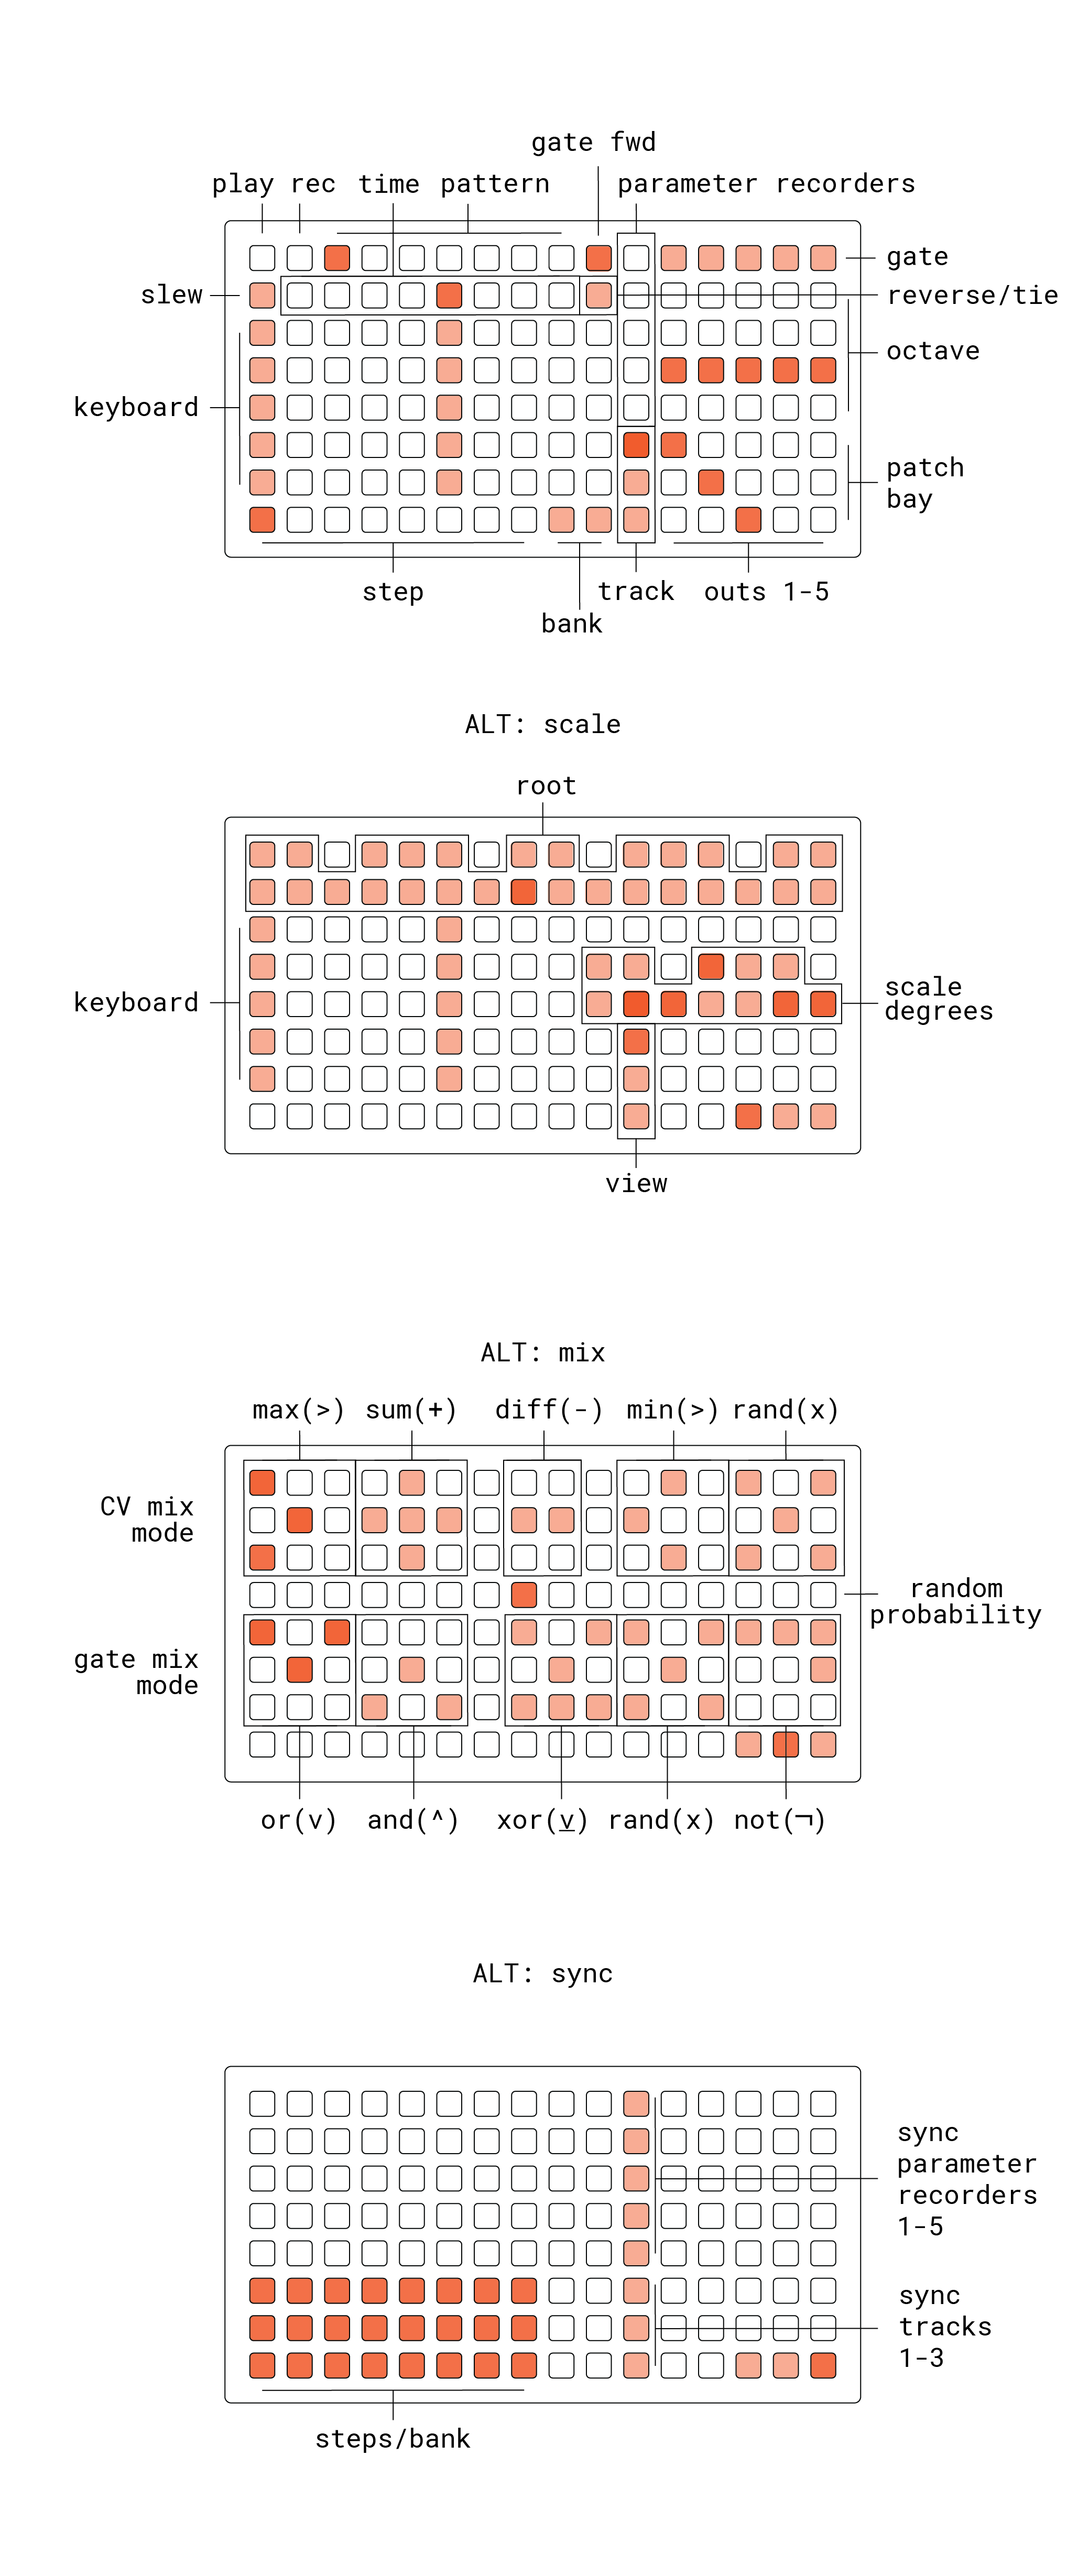 gate fwd
play rec time pattern
parameter recorders
gate
slew
reverse/tie
octave
keyboard
patch
bay
step
track
outs 1-5
bank
ALT: scale
root
keyboard
scale
degrees
view
ALT: mix
max(>) sum(+) diff(-) min(>) rand(x)
CV mix
mode
random
probability
gate mix
mode
or(v) and(^) xor(v) rand(x) not(¬)
ALT: sync
sync
parameter
recorders
1-5
sync
tracks
1-3
steps/bank